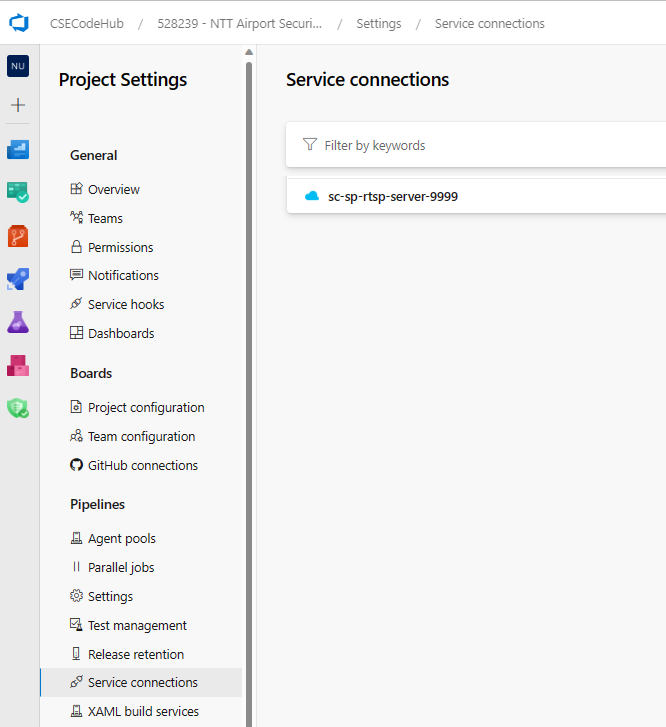 CSECodeHub / 528239 - NTT Airport Securi... / Settings / Service connections
NU
Project Settings
General
Overview
Teams
Permissions
Notifications
Service hooks
Dashboards
Boards
Project configuration
Team configuration
GitHub connections
Pipelines
Agent pools
Parallel jobs
Settings
Test management
Release retention
Service connections
XAML build services
Service connections
Filter by keywords
sc-sp-rtsp-server-9999